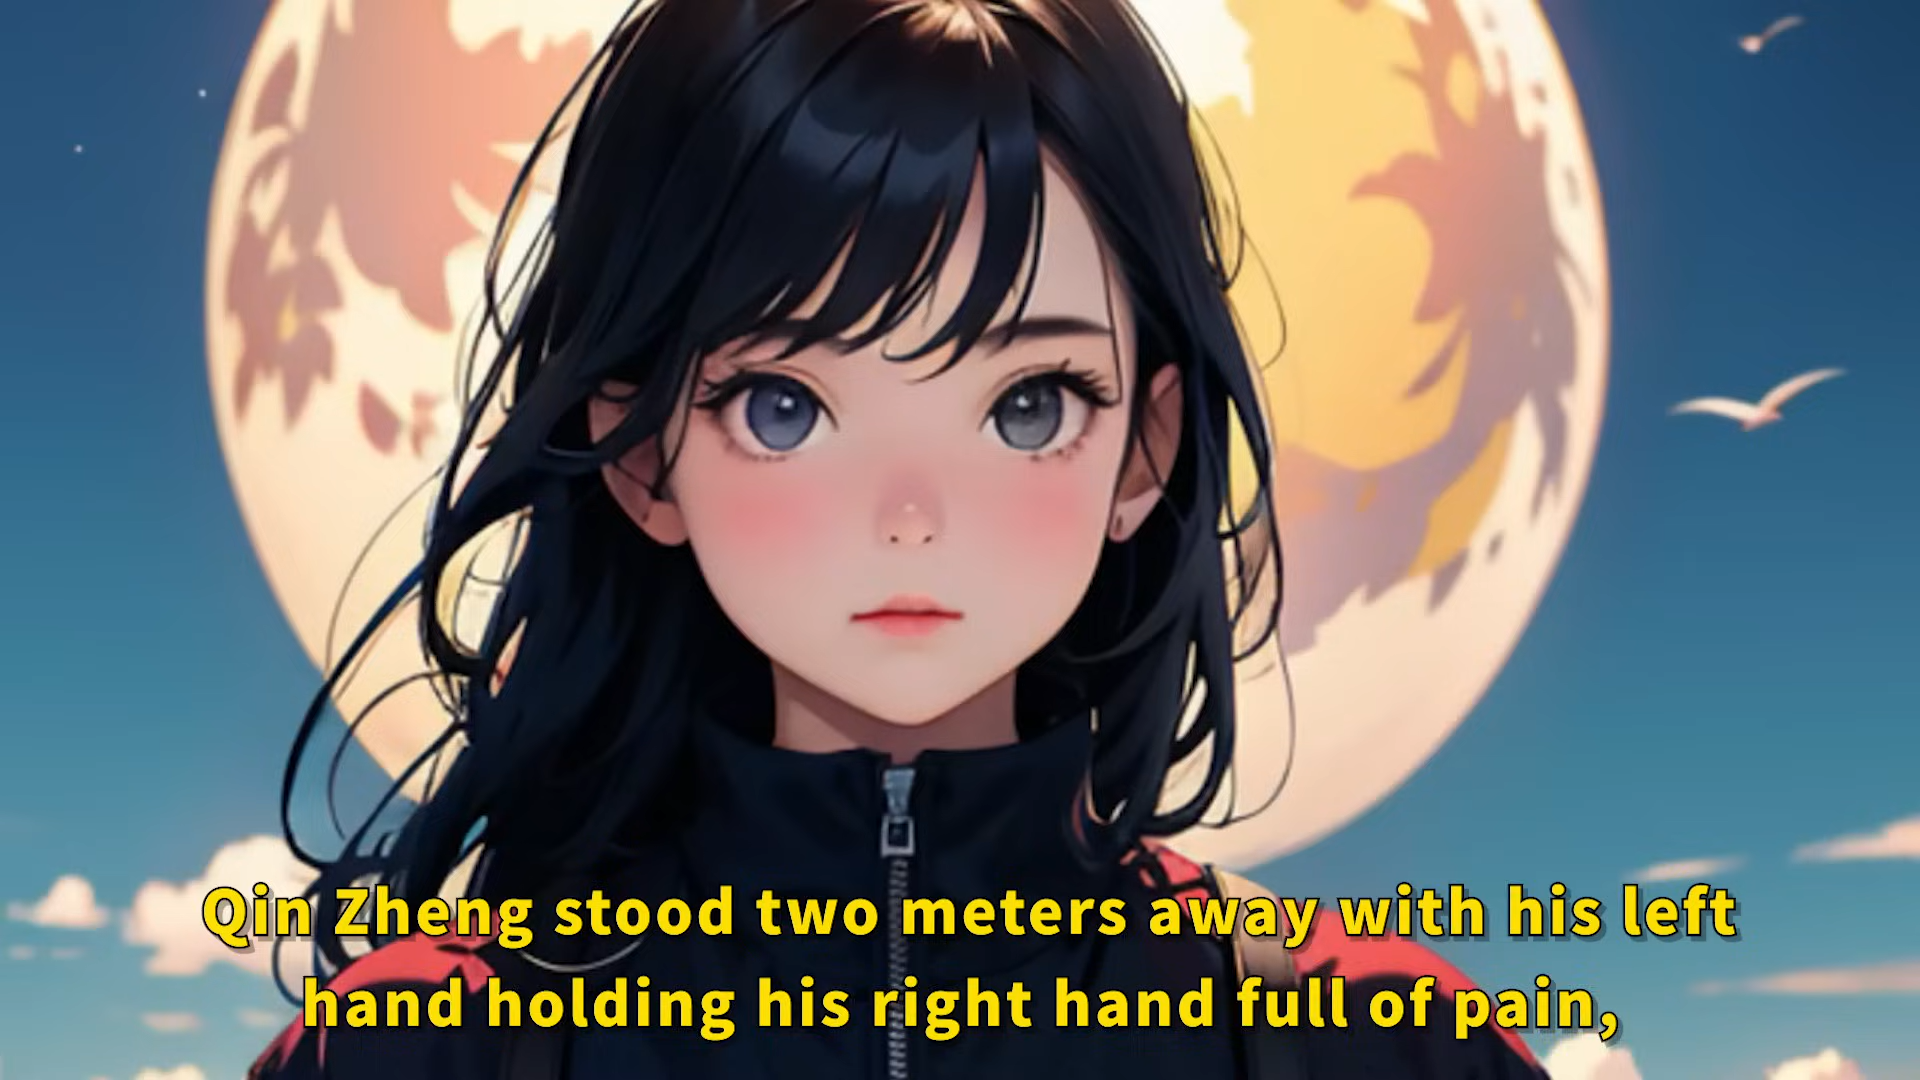 Qin Zheng stood two meters away with his left
hand holding his right hand full of pain,